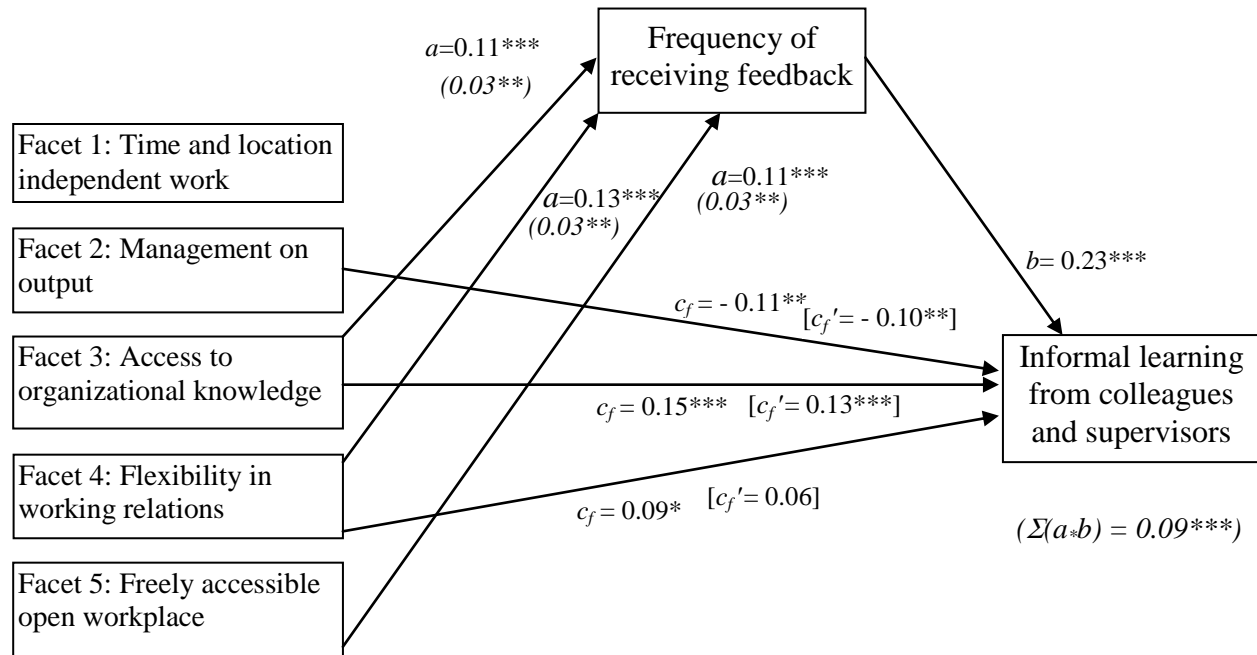 Frequency of
receiving feedback
a=0.11***
(0.03**)
Facet 1: Time and location
independent work
a=0.13***
(0.03**)
a=0.11***
(0.03**)
Facet 2: Management on
output
b= 0.23***
c_f = - 0.11**
[c_f'= - 0.10**]
Facet 3: Access to
organizational knowledge
Informal learning
from colleagues
and supervisors
c_f = 0.15*** [c_f'= 0.13***]
Facet 4: Flexibility in
working relations
c_f = 0.09* [c_f'= 0.06]
(Σ(a*b) = 0.09***)
Facet 5: Freely accessible
open workplace